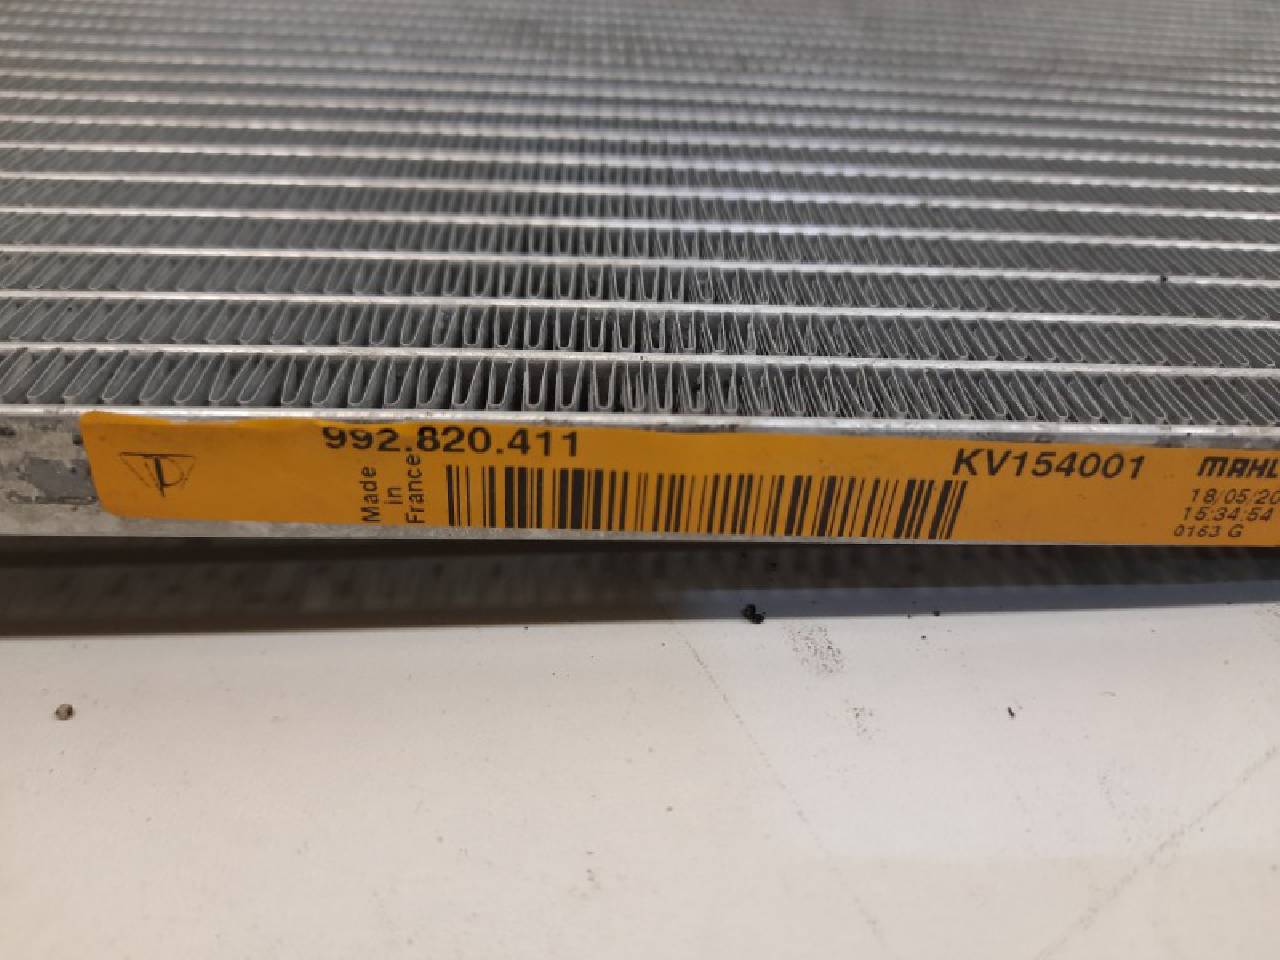 992.820.411
Made
in
France
KV154001
MAHL
18/05/20
15:34:54
0163 G